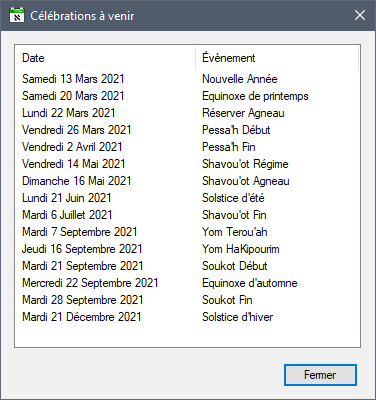 Célébrations à venir
Date Évènement
Samedi 13 Mars 2021 Nouvelle Année
Samedi 20 Mars 2021 Equinoxe de printemps
Lundi 22 Mars 2021 Réserver Agneau
Vendredi 26 Mars 2021 Pessa'h Début
Vendredi 2 Avril 2021 Pessa'h Fin
Vendredi 14 Mai 2021 Shavou'ot Régime
Dimanche 16 Mai 2021 Shavou'ot Agneau
Lundi 21 Juin 2021 Solstice d'été
Mardi 6 Juillet 2021 Shavou'ot Fin
Mardi 7 Septembre 2021 Yom Terou'ah
Jeudi 16 Septembre 2021 Yom HaKipourim
Mardi 21 Septembre 2021 Soukot Début
Mercredi 22 Septembre 2021 Equinoxe d'automne
Mardi 28 Septembre 2021 Soukot Fin
Mardi 21 Décembre 2021 Solstice d'hiver
Fermer